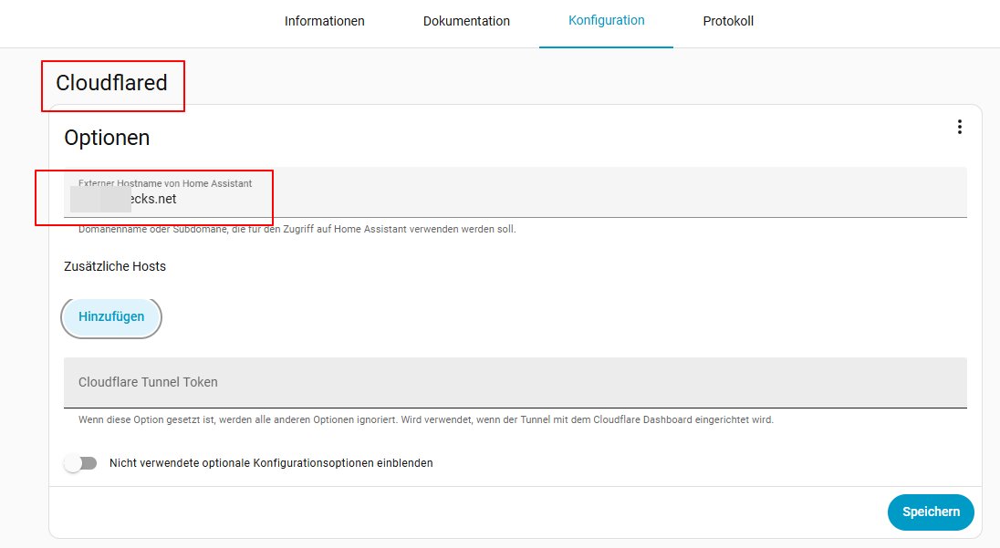 Informationen
Dokumentation
Konfiguration
Protokoll
Cloudflared
Optionen
Externer Hostname von Home Assistant
ecks.net
Domänenname oder Subdomäne, die für den Zugriff auf Home Assistant verwenden werden soll.
Zusätzliche Hosts
Hinzufügen
Cloudflare Tunnel Token
Wenn diese Option gesetzt ist, werden alle anderen Optionen ignoriert. Wird verwendet, wenn der Tunnel mit dem Cloudflare Dashboard eingerichtet wird.
Nicht verwendete optionale Konfigurationsoptionen einblenden
Speichern